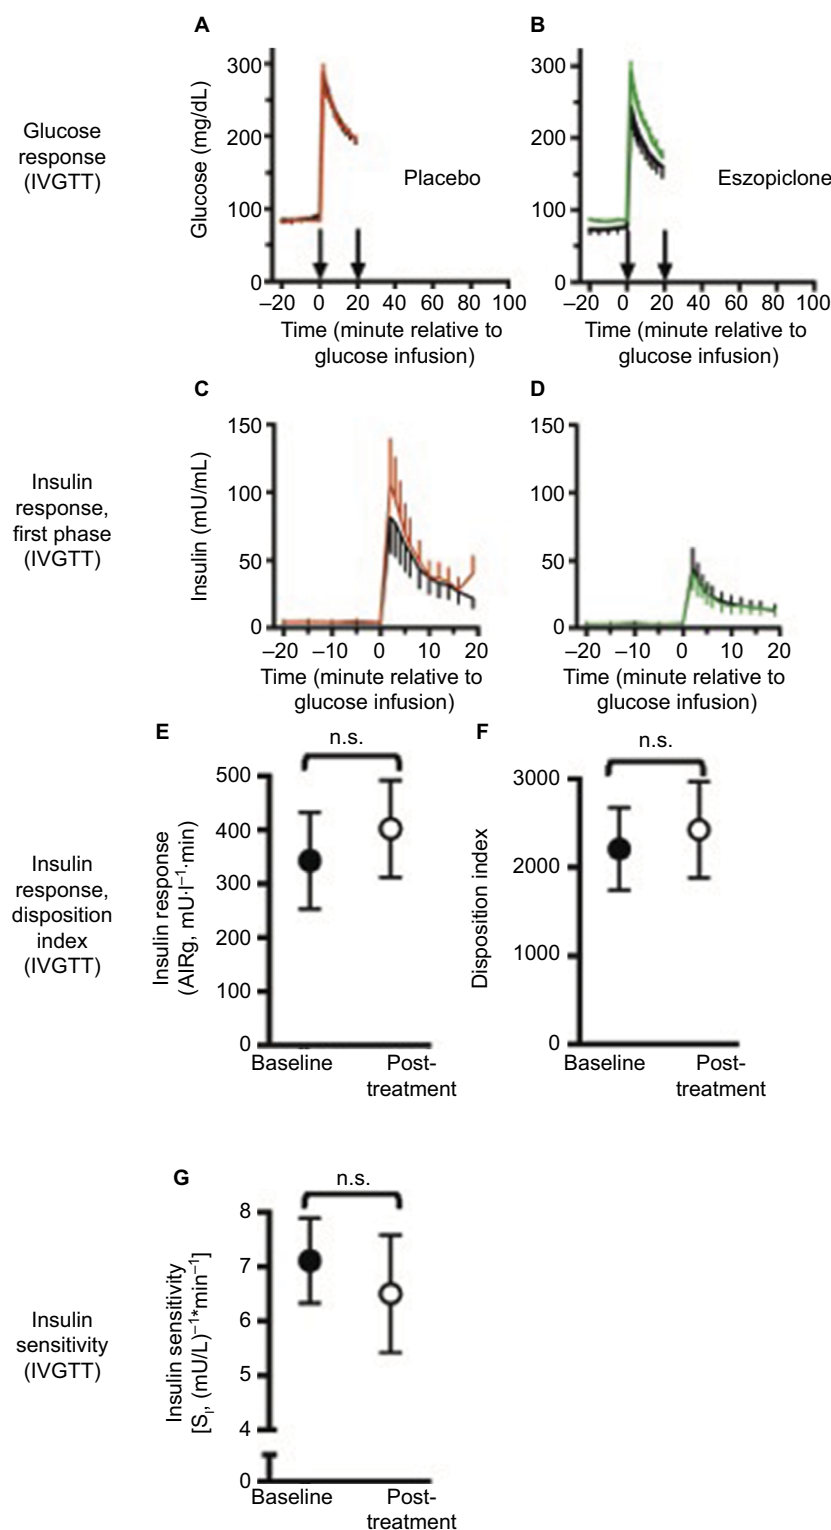 A
B
Glucose
response
(IVGTT)
Glucose (mg/dL)
300
200
100
0
–20 0 20 40 60 80 100
Time (minute relative to
glucose infusion)
Placebo
300
200
100
0
–20 0 20 40 60 80 100
Time (minute relative to
glucose infusion)
Eszopiclone
C
D
Insulin
response,
first phase
(IVGTT)
Insulin (mU/mL)
150
100
50
0
–20 –10 0 10 20
Time (minute relative to
glucose infusion)
150
100
50
0
–20 –10 0 10 20
Time (minute relative to
glucose infusion)
E
F
Insulin
response,
disposition
index
(IVGTT)
n.s.
Insulin response
(AIRg, mU·l–1·min)
500
400
300
200
100
0
Baseline
Post-
treatment
n.s.
Disposition index
3000
2000
1000
0
Baseline
Post-
treatment
G
Insulin
sensitivity
(IVGTT)
n.s.
Insulin sensitivity
[SI, (mU/L)–1*min–1]
8
7
6
5
4
0
Baseline
Post-
treatment